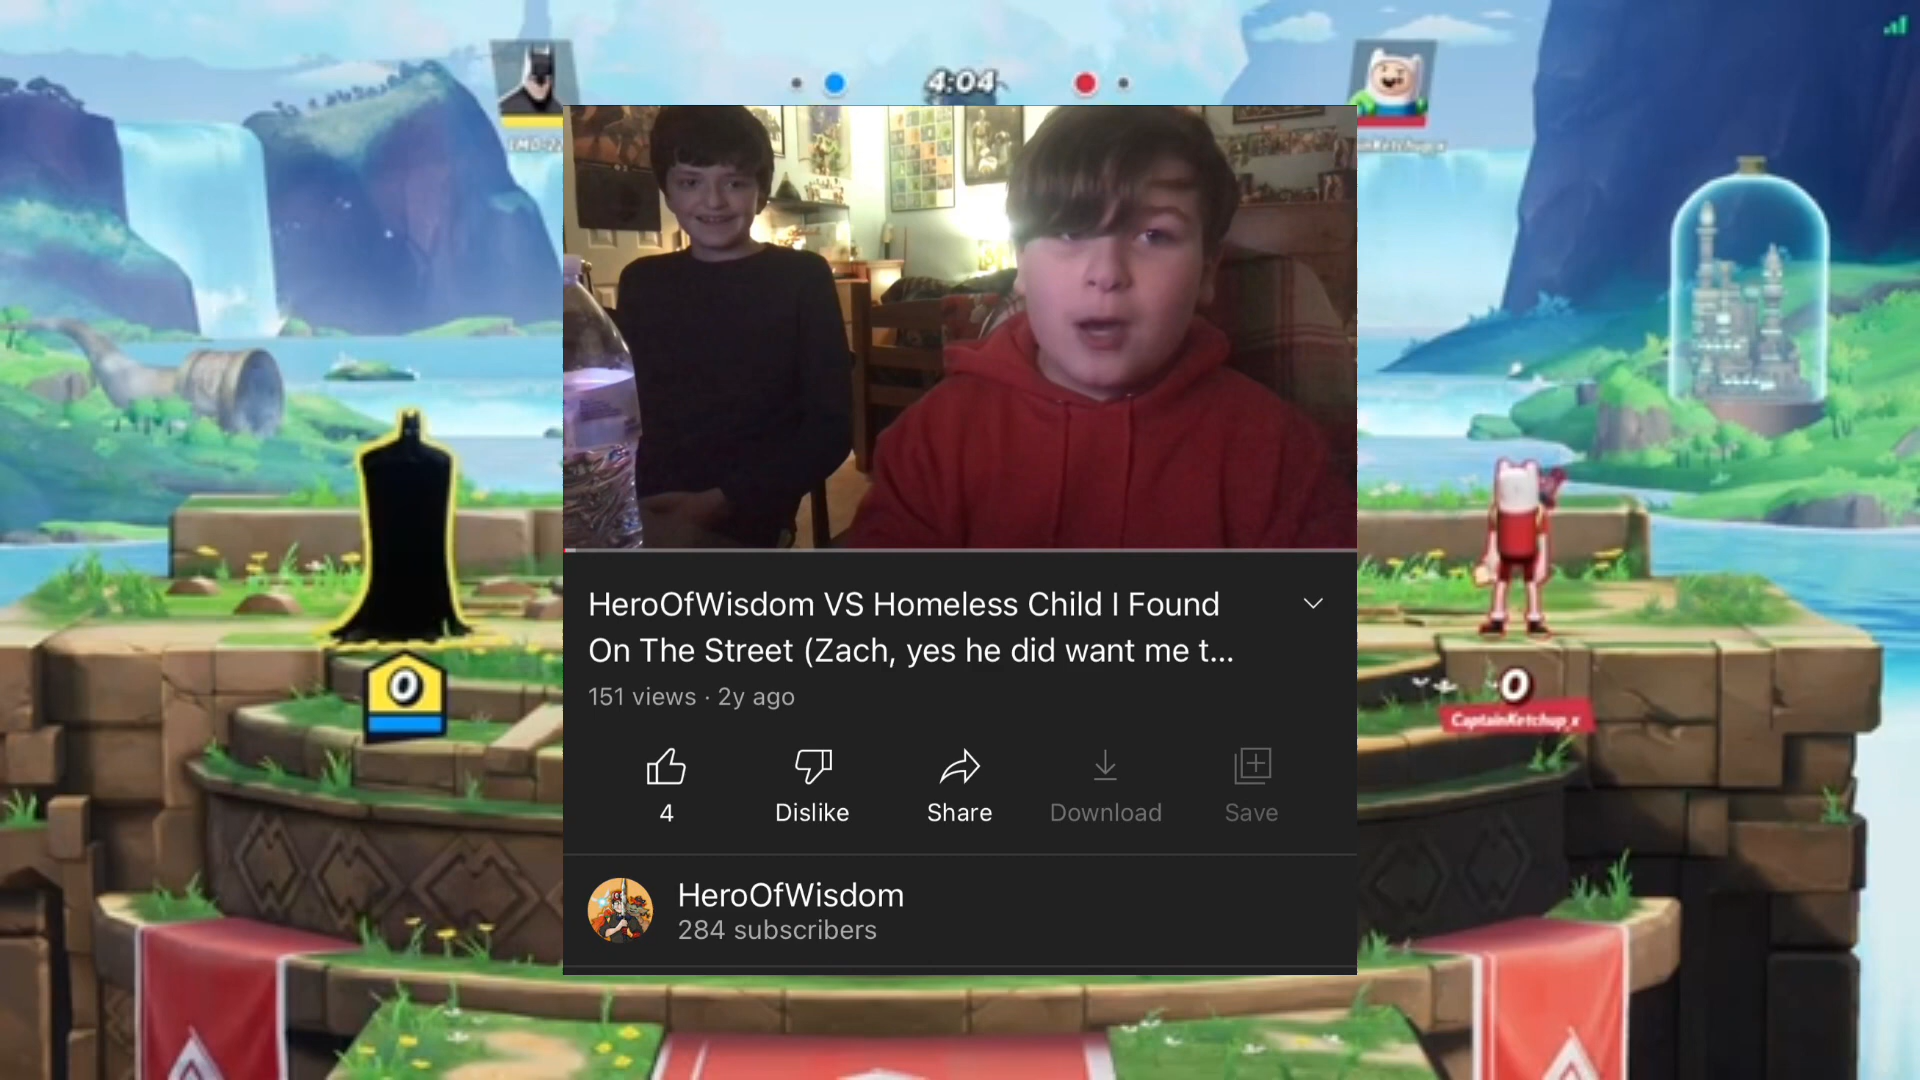 4:04
HeroOfWisdom VS Homeless Child I Found
On The Street (Zach, yes he did want me t...
151 views · 2y ago
4
Dislike
Share
Download
Save
HeroOfWisdom
284 subscribers
0
0
CaptainKetchup_x